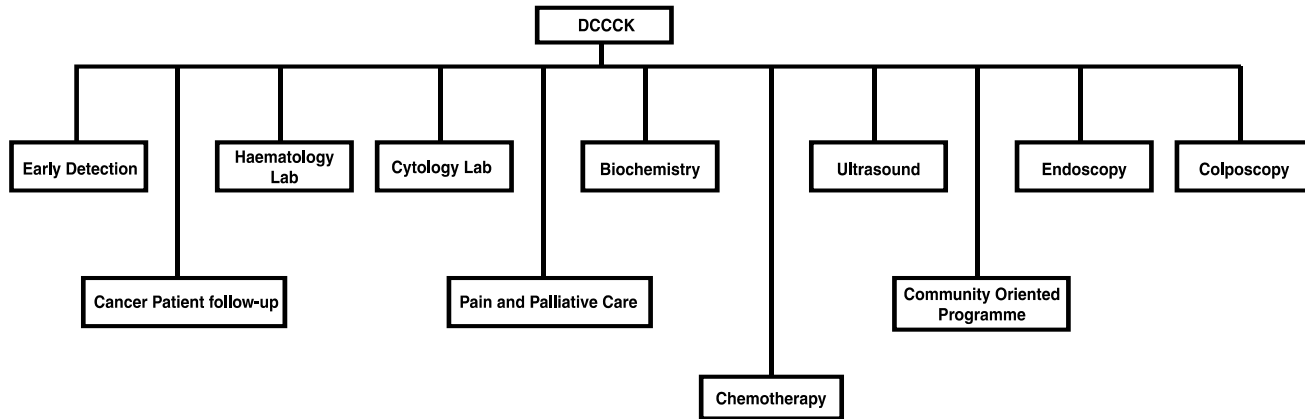 DCCCK
Early Detection
Haematology
Lab
Cytology Lab
Biochemistry
Ultrasound
Endoscopy
Colposcopy
Cancer Patient follow-up
Pain and Palliative Care
Community Oriented
Programme
Chemotherapy